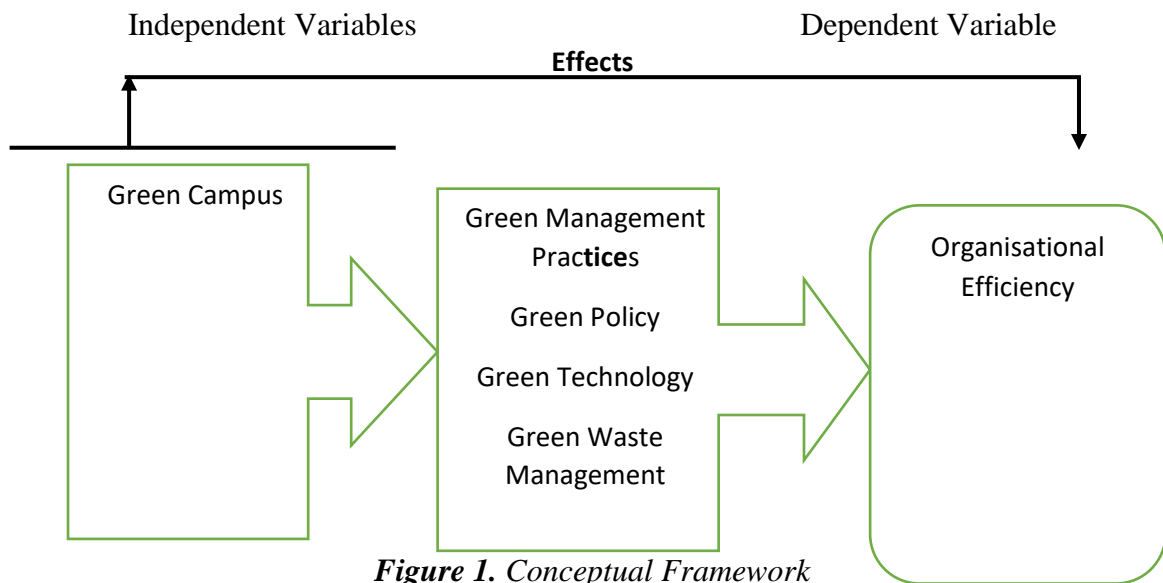 Independent Variables
Dependent Variable
Effects
Green Campus
Green Management
Practices
Green Policy
Green Technology
Green Waste
Management
Organisational
Efficiency
Figure 1. Conceptual Framework